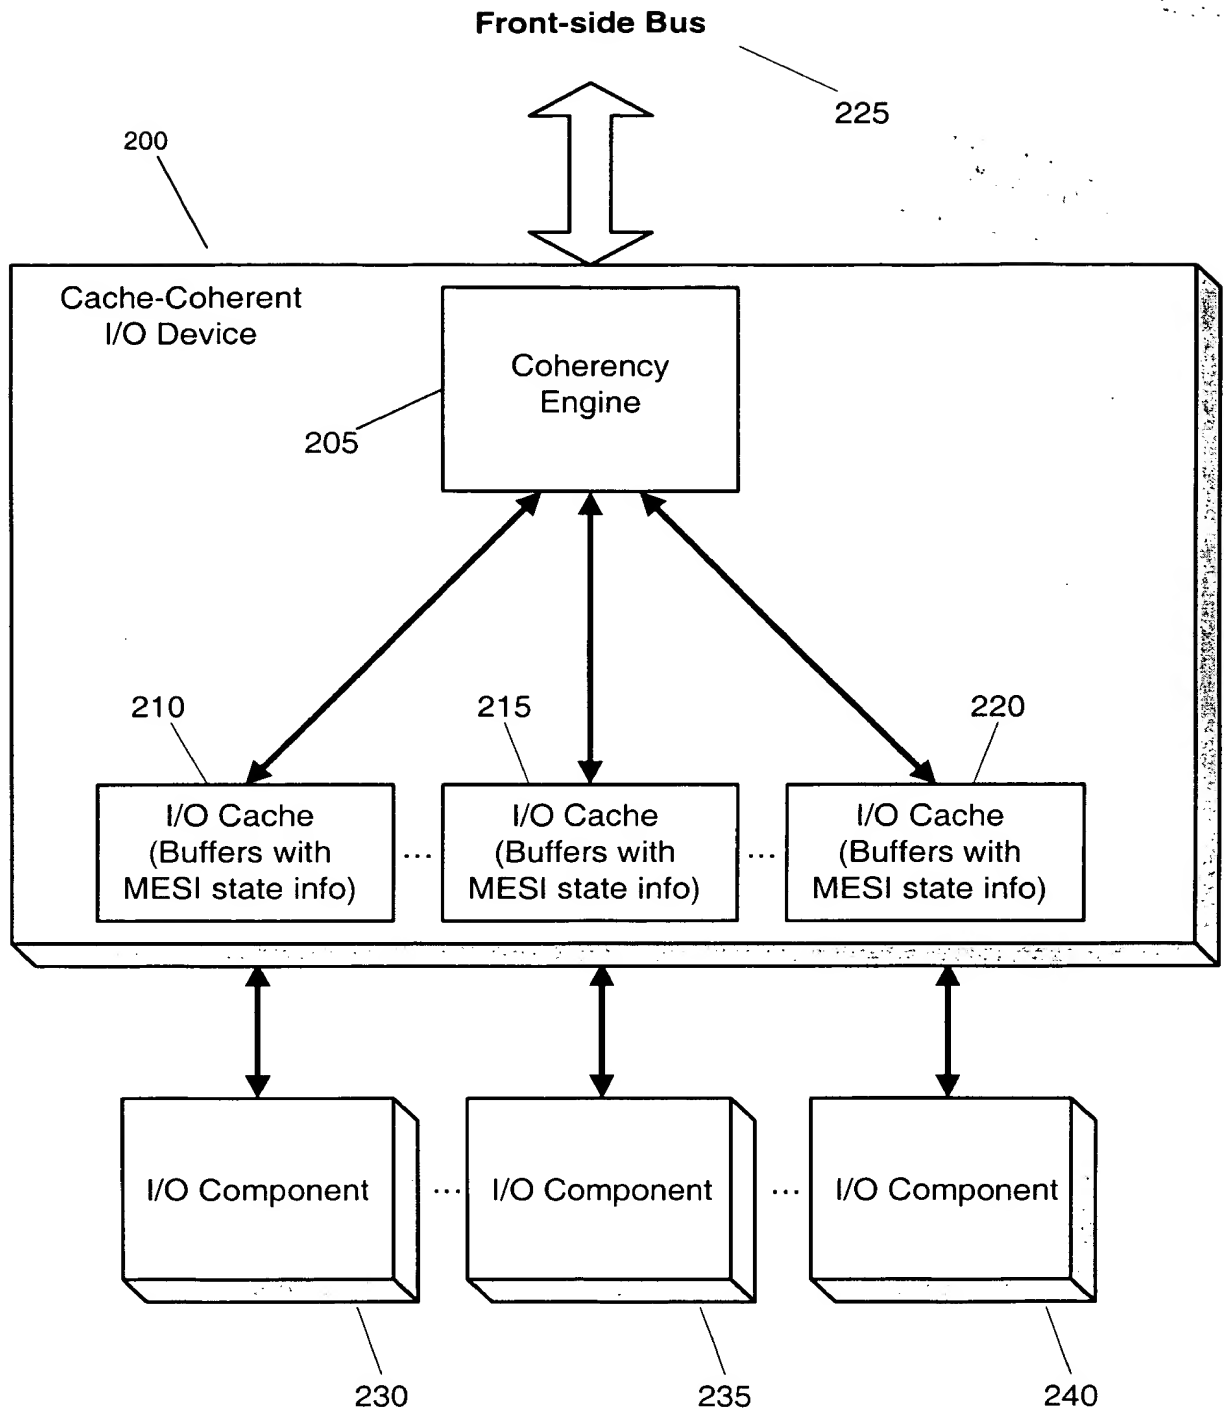 Front-side Bus
225
200
Cache-Coherent
I/O Device
Coherency
Engine
205
210
215
220
I/O Cache
(Buffers with
MESI state info)
...
I/O Cache
(Buffers with
MESI state info)
...
I/O Cache
(Buffers with
MESI state info)
I/O Component
...
I/O Component
...
I/O Component
230
235
240